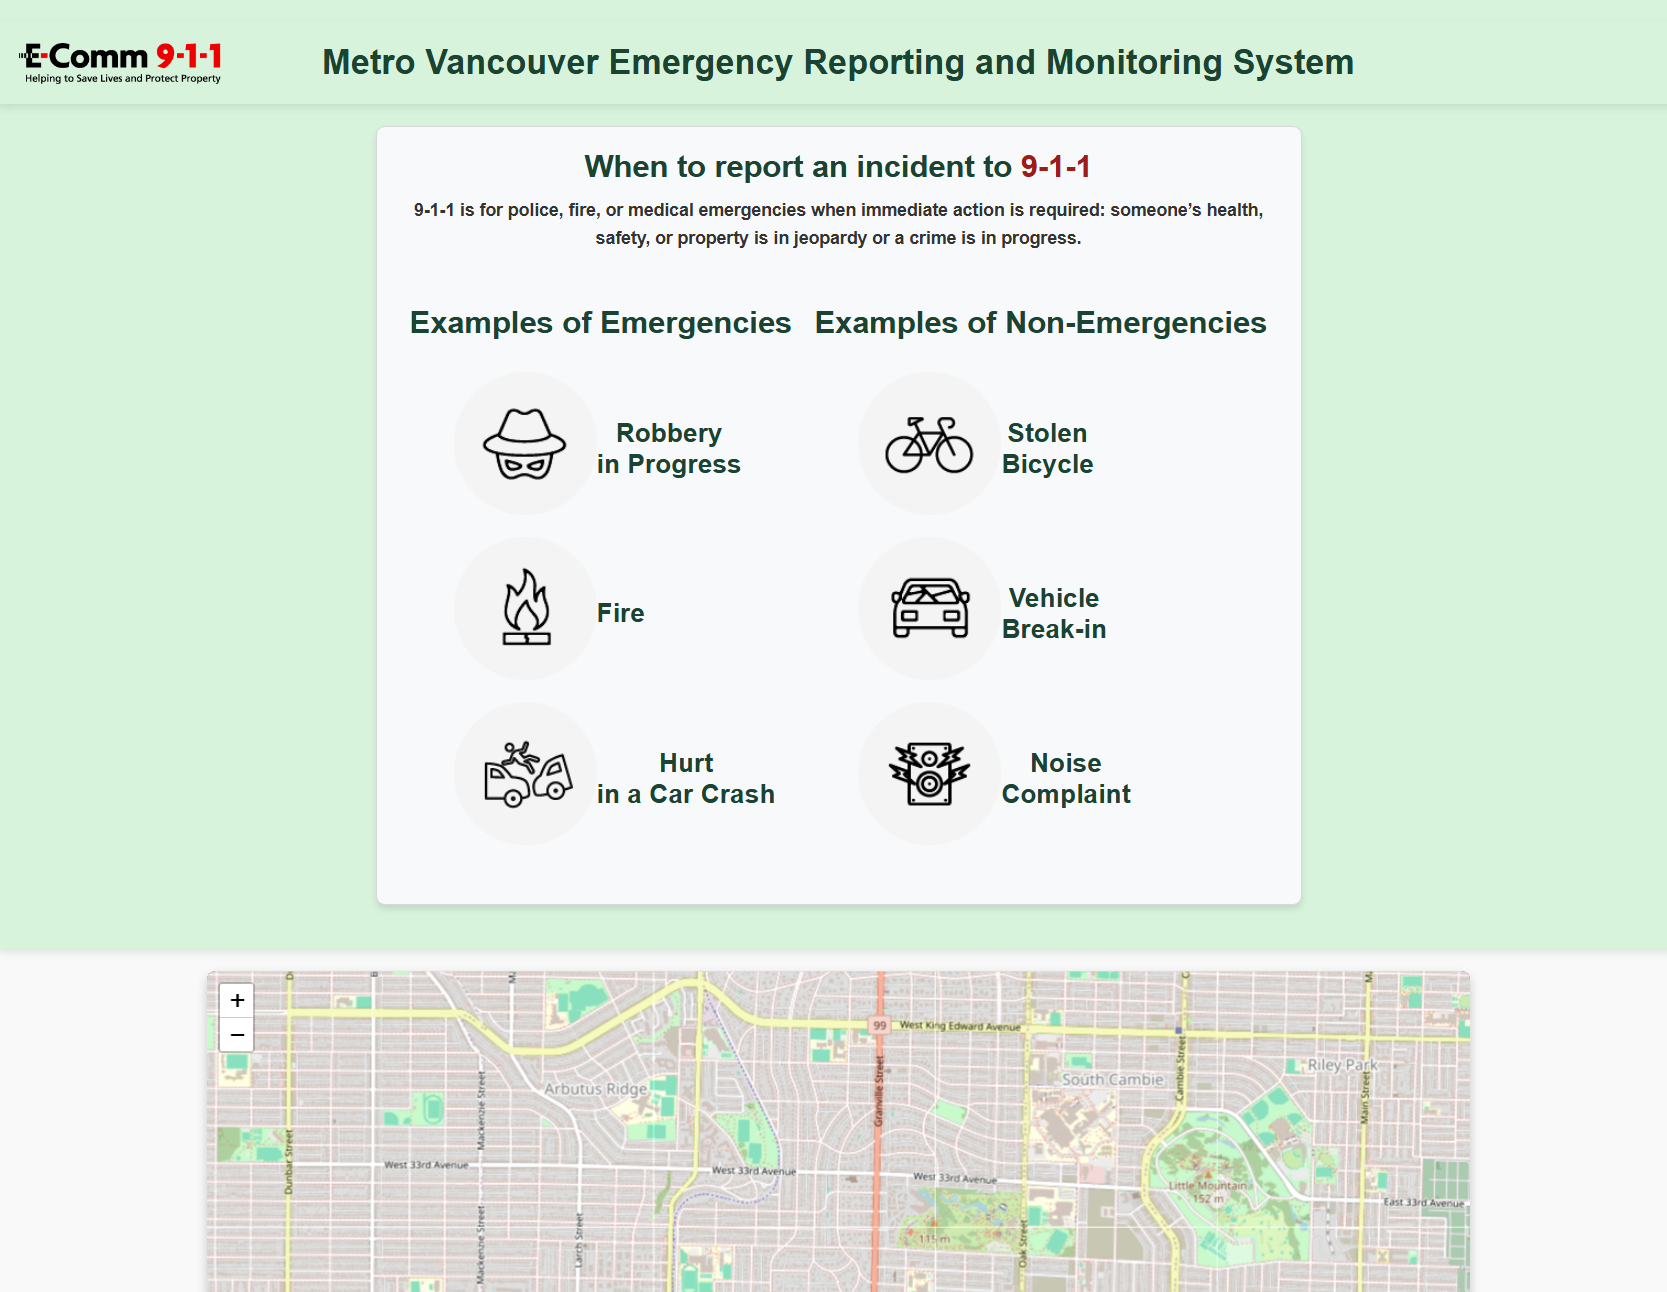 E-Comm 9-1-1
Helping to Save Lives and Protect Property
Metro Vancouver Emergency Reporting and Monitoring System
When to report an incident to 9-1-1
9-1-1 is for police, fire, or medical emergencies when immediate action is required: someone’s health,
safety, or property is in jeopardy or a crime is in progress.
Examples of Emergencies
Examples of Non-Emergencies
Robbery
in Progress
Stolen
Bicycle
Fire
Vehicle
Break-in
Hurt
in a Car Crash
Noise
Complaint
+
−
99
West King Edward Avenue
Arbutus Ridge
South Cambie
Riley Park
Mackenzie Street
Granville Street
Cambie Street
Main Street
Dunbar Street
West 33rd Avenue
West 33rd Avenue
West 33rd Avenue
Little Mountain
152 m
East 33rd Avenue
Mackenzie Street
Larch Street
115 m
Oak Street